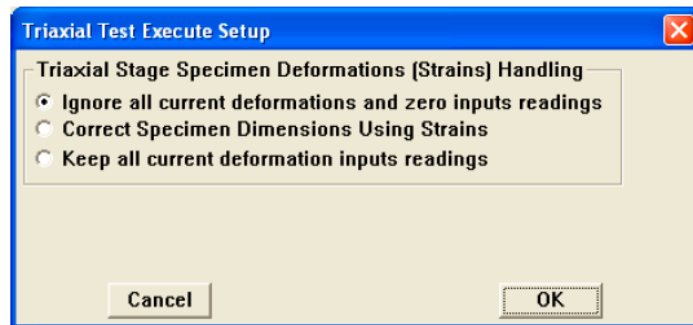 Triaxial Test Execute Setup
Triaxial Stage Specimen Deformations (Strains) Handling
Ignore all current deformations and zero inputs readings
Correct Specimen Dimensions Using Strains
Keep all current deformation inputs readings
Cancel OK